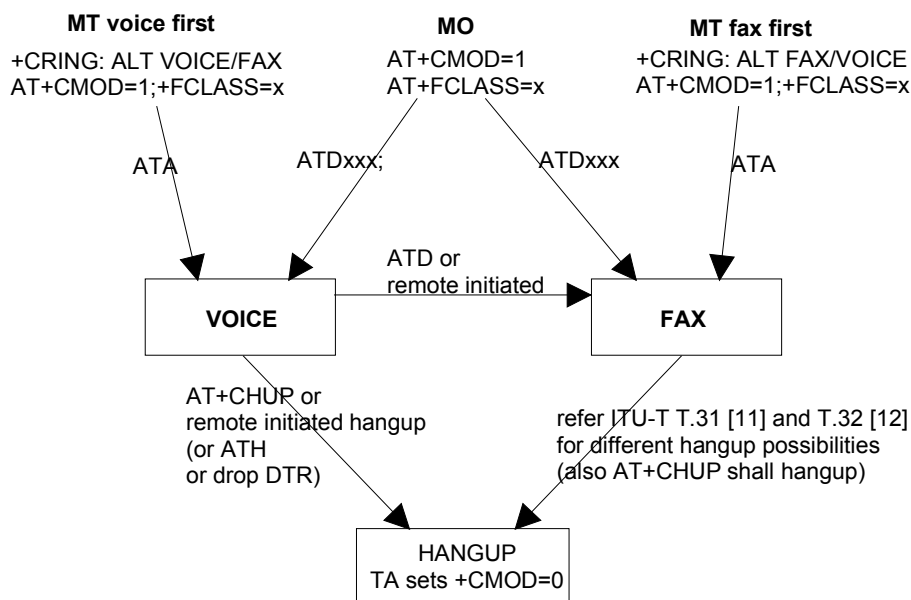 MT voice first
+CRING: ALT VOICE/FAX
AT+CMOD=1;+FCLASS=x
MO
AT+CMOD=1
AT+FCLASS=x
MT fax first
+CRING: ALT FAX/VOICE
AT+CMOD=1;+FCLASS=x
ATA
ATDxxx;
ATDxxx
ATA
ATD or
remote initiated
VOICE
FAX
AT+CHUP or
remote initiated hangup
(or ATH
or drop DTR)
refer ITU-T T.31 [11] and T.32 [12]
for different hangup possibilities
(also AT+CHUP shall hangup)
HANGUP
TA sets +CMOD=0